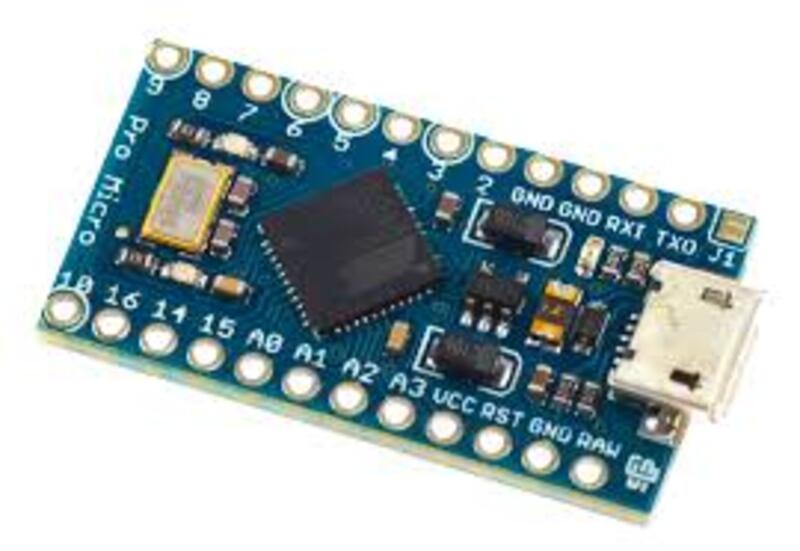 9 8 7 6 5 4 3 2 GND GND RXI TXO J1
Pro Micro
10 16 14 15 A0 A1 A2 A3 VCC RST GND RAW